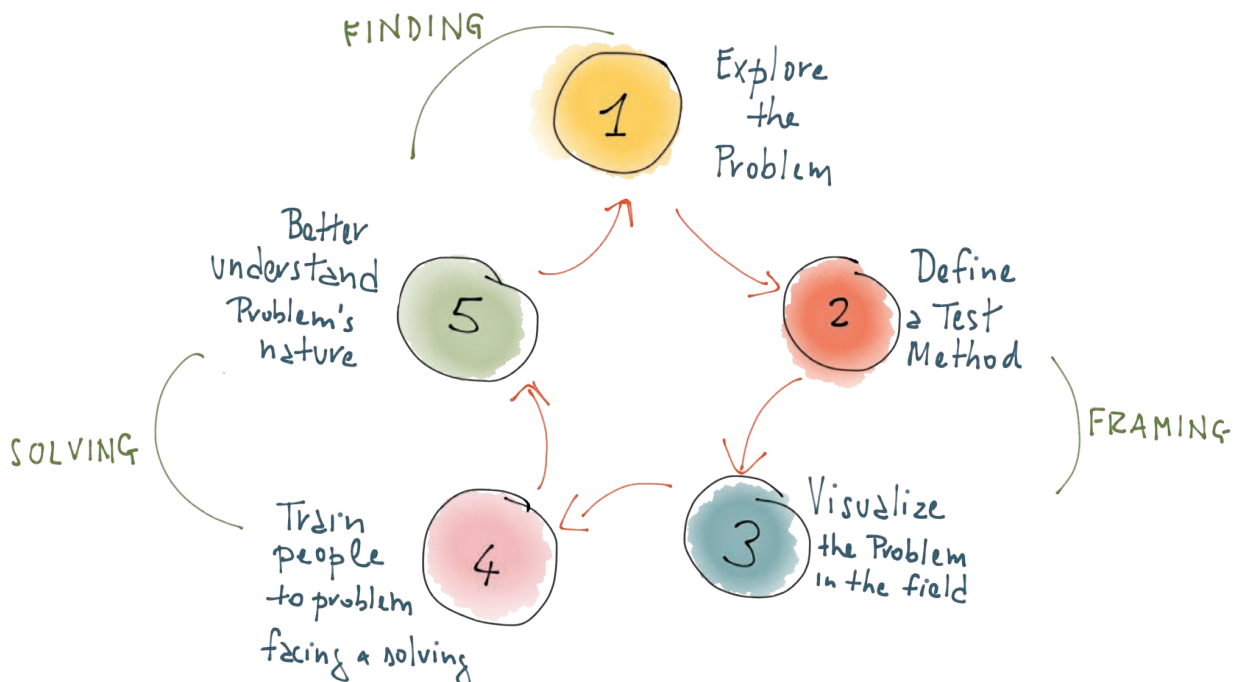 FINDING
1
Explore
the
Problem
2
Define
a Test
Method
FRAMING
3
Visualize
the Problem
in the field
4
Train
people
to problem
facing & solving
SOLVING
5
Better
understand
Problem's
nature